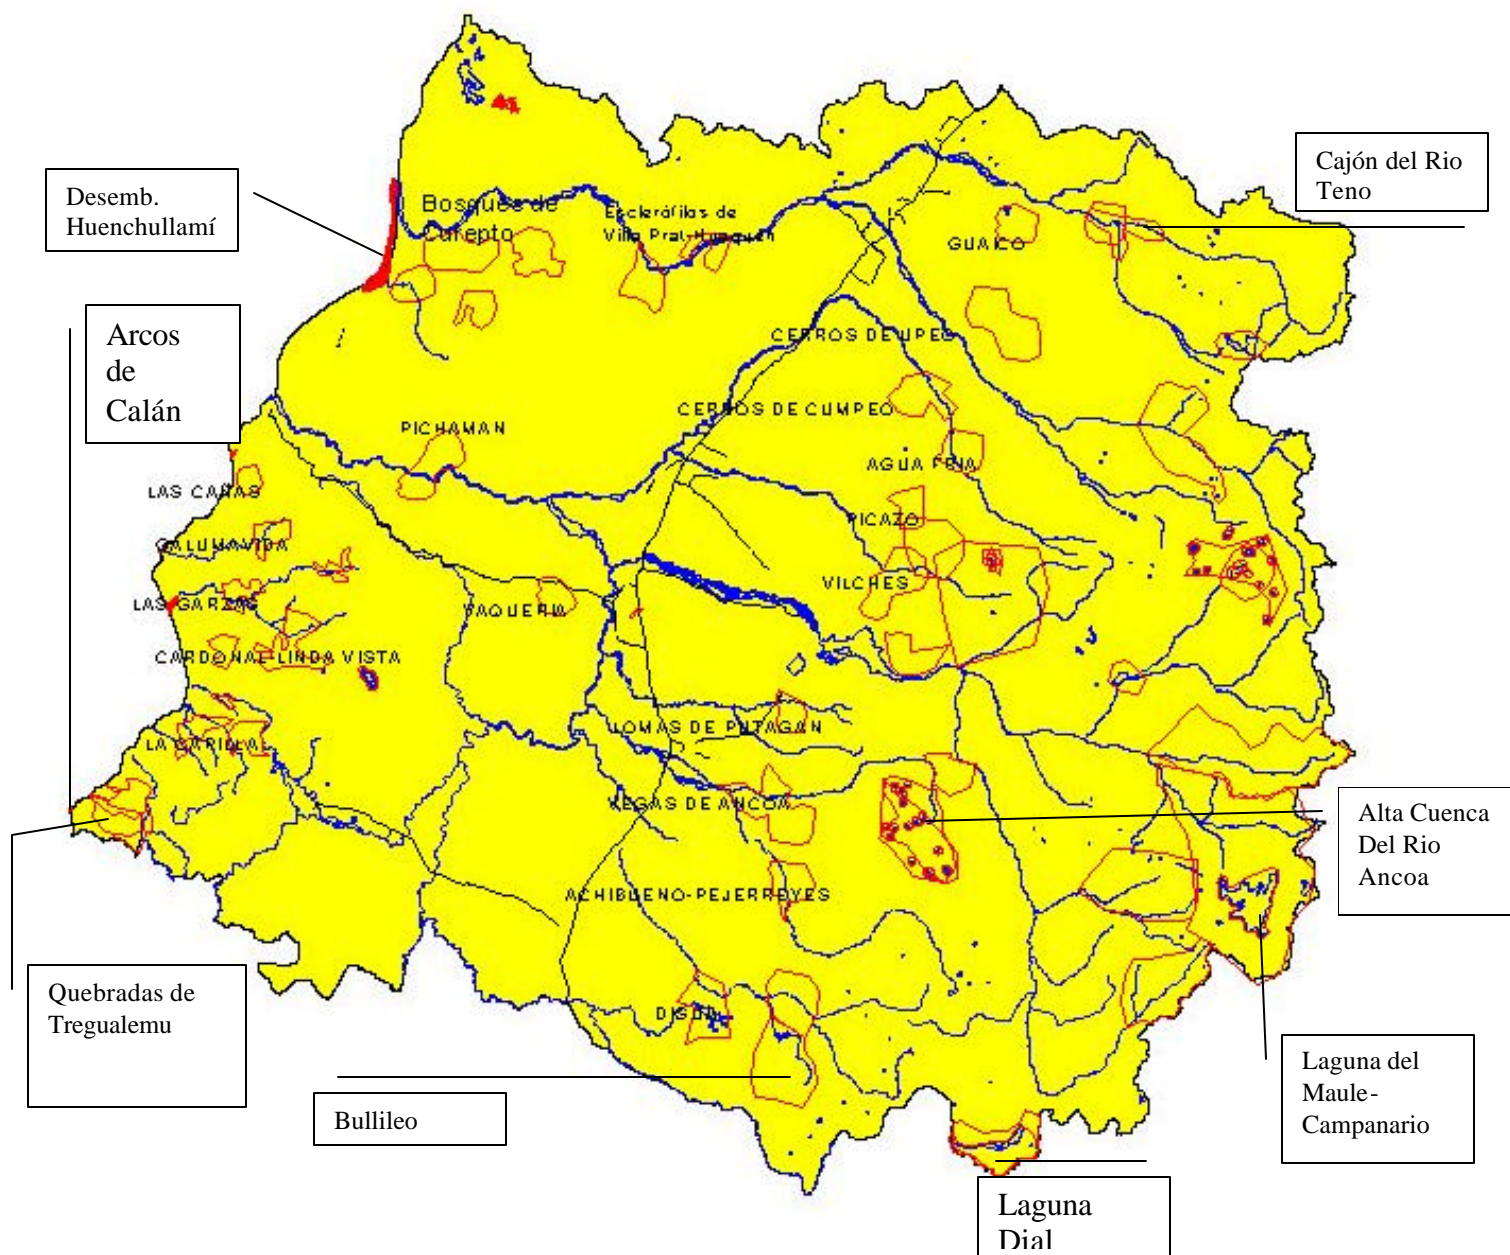 Cajón del Rio
Teno
Desemb.
Huenchullamí
Bosques de
Curepto
Esclerófilas de
Villa Prat-Hualquén
GUAICO
Arcos
de
Calán
CERROS DE UPEO
CERROS DE CUMPEO
PICHAMAN
AGUA FRIA
LAS CAÑAS
PICAZO
CALUMAVIDA
VILCHES
LAS GARZAS
VAQUERIA
CARDONAL-LINDA VISTA
LOMAS DE PUTAGAN
VEGAS DE ANCOA
Alta Cuenca
Del Rio
Ancoa
ACHIBUENO-PEJERREYES
Quebradas de
Tregualemu
DIGUA
Laguna del
Maule-
Campanario
Bullileo
Laguna
Dial